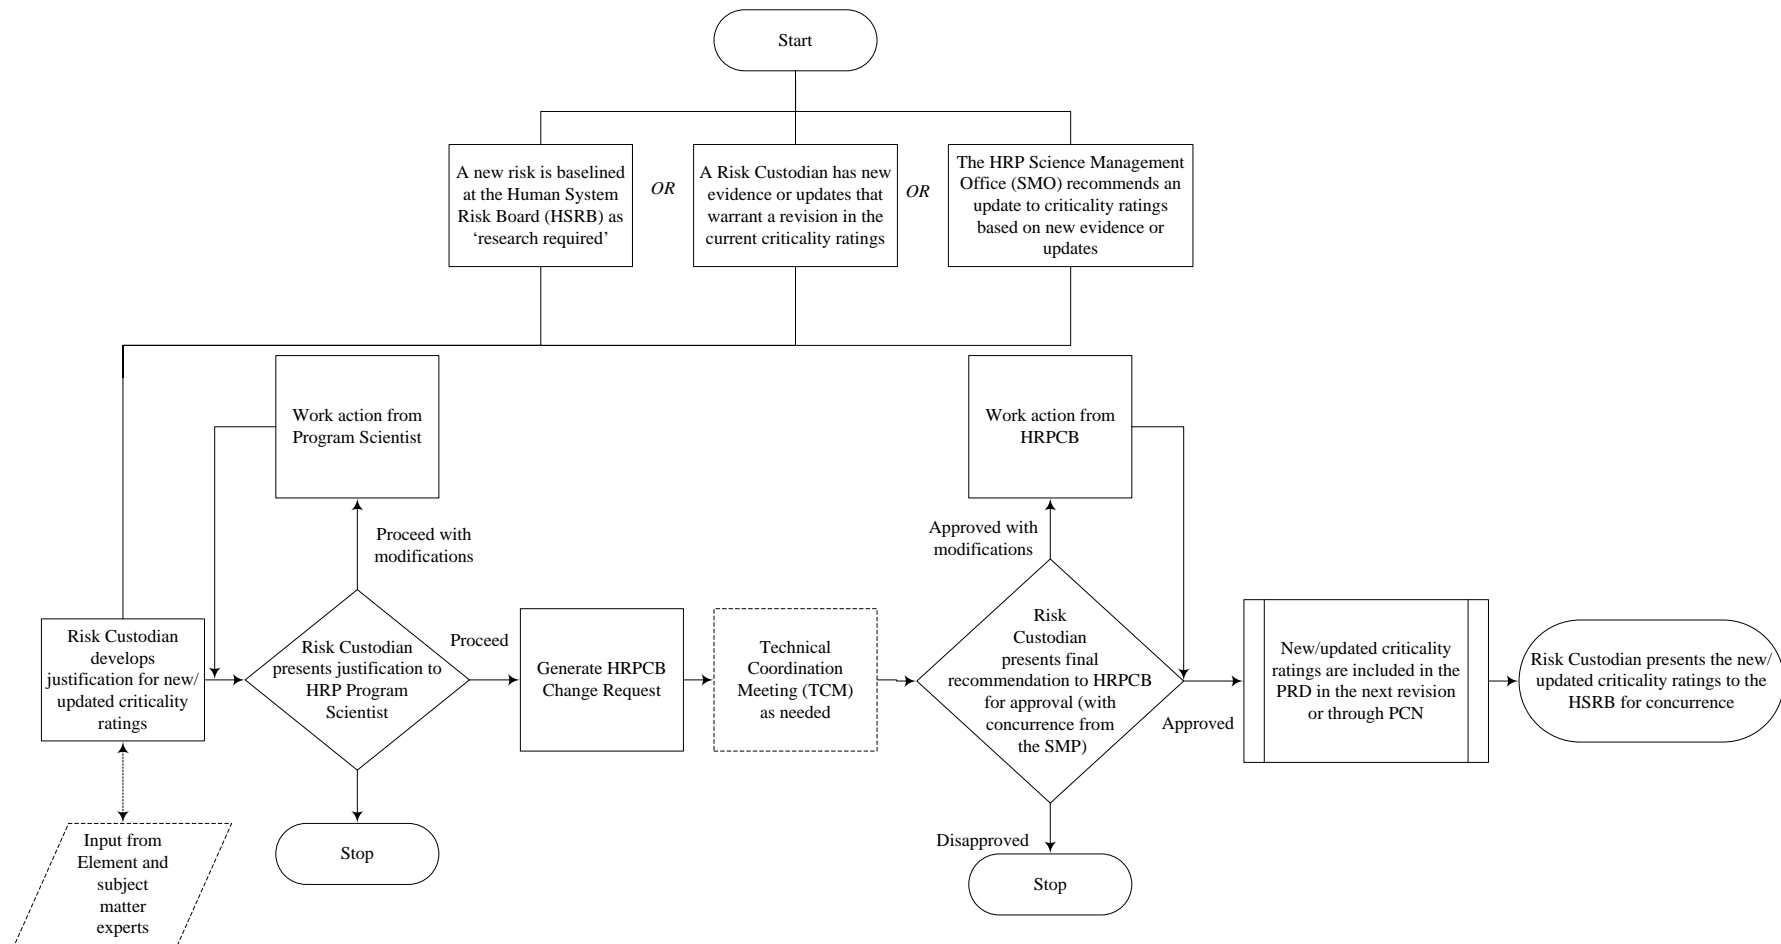 Start
A new risk is baselined
at the Human System
Risk Board (HSRB) as
‘research required’
OR
A Risk Custodian has new
evidence or updates that
warrant a revision in the
current criticality ratings
OR
The HRP Science Management
Office (SMO) recommends an
update to criticality ratings
based on new evidence or
updates
Work action from
Program Scientist
Work action from
HRPCB
Proceed with
modifications
Approved with
modifications
Risk Custodian
develops
justification for new/
updated criticality
ratings
Risk Custodian
presents justification to
HRP Program
Scientist
Proceed
Generate HRPCB
Change Request
Technical
Coordination
Meeting (TCM)
as needed
Risk
Custodian
presents final
recommendation to HRPCB
for approval (with
concurrence from
the SMP)
Approved
New/updated criticality
ratings are included in the
PRD in the next revision
or through PCN
Risk Custodian presents the new/
updated criticality ratings to the
HSRB for concurrence
Input from
Element and
subject
matter
experts
Stop
Disapproved
Stop